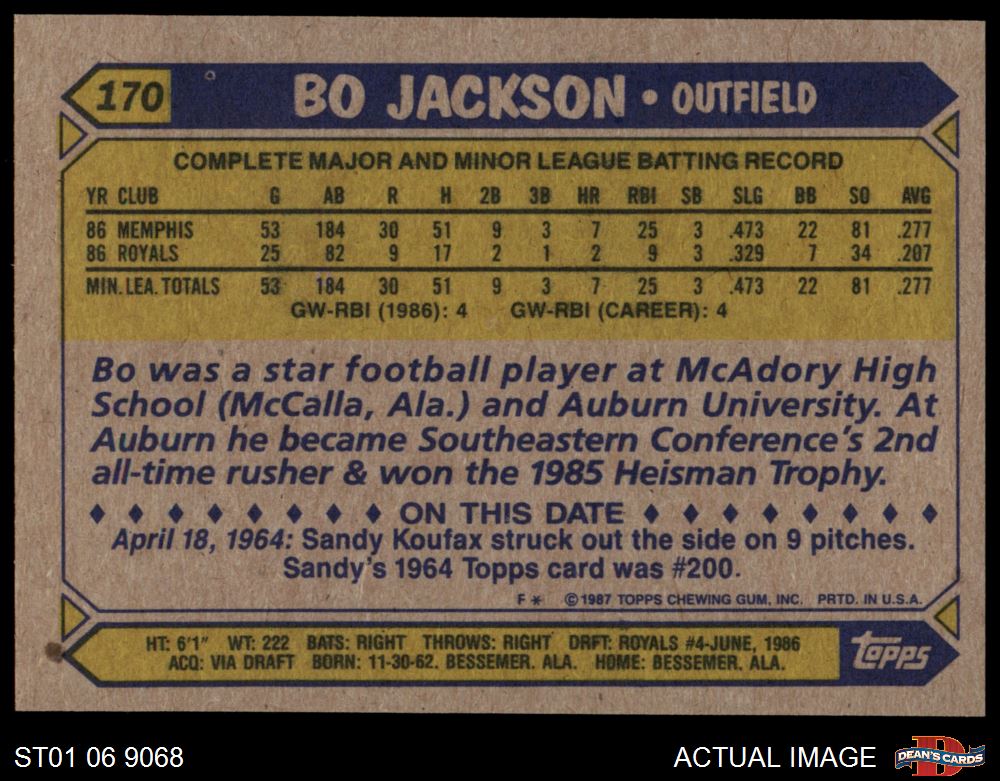 170 BO JACKSON • OUTFIELD
COMPLETE MAJOR AND MINOR LEAGUE BATTING RECORD
YR CLUB G AB R H 2B 3B HR RBI SB SLG BB SO AVG
86 MEMPHIS 53 184 30 51 9 3 7 25 3 .473 22 81 .277
86 ROYALS 25 82 9 17 2 1 2 9 3 .329 7 34 .207
MIN. LEA. TOTALS 53 184 30 51 9 3 7 25 3 .473 22 81 .277
GW-RBI (1986): 4 GW-RBI (CAREER): 4
Bo was a star football player at McAdory High
School (McCalla, Ala.) and Auburn University. At
Auburn he became Southeastern Conference's 2nd
all-time rusher & won the 1985 Heisman Trophy.
♦ ♦ ♦ ♦ ♦ ♦ ♦ ♦ ON THIS DATE ♦ ♦ ♦ ♦ ♦ ♦ ♦ ♦
April 18, 1964: Sandy Koufax struck out the side on 9 pitches.
Sandy's 1964 Topps card was #200.
F * ©1987 TOPPS CHEWING GUM, INC. PRTD. IN U.S.A.
HT: 6'1" WT: 222 BATS: RIGHT THROWS: RIGHT DRFT: ROYALS #4-JUNE, 1986
ACQ: VIA DRAFT BORN: 11-30-62, BESSEMER, ALA. HOME: BESSEMER, ALA.
topps
ST01 06 9068 ACTUAL IMAGE D DEAN'S CARDS